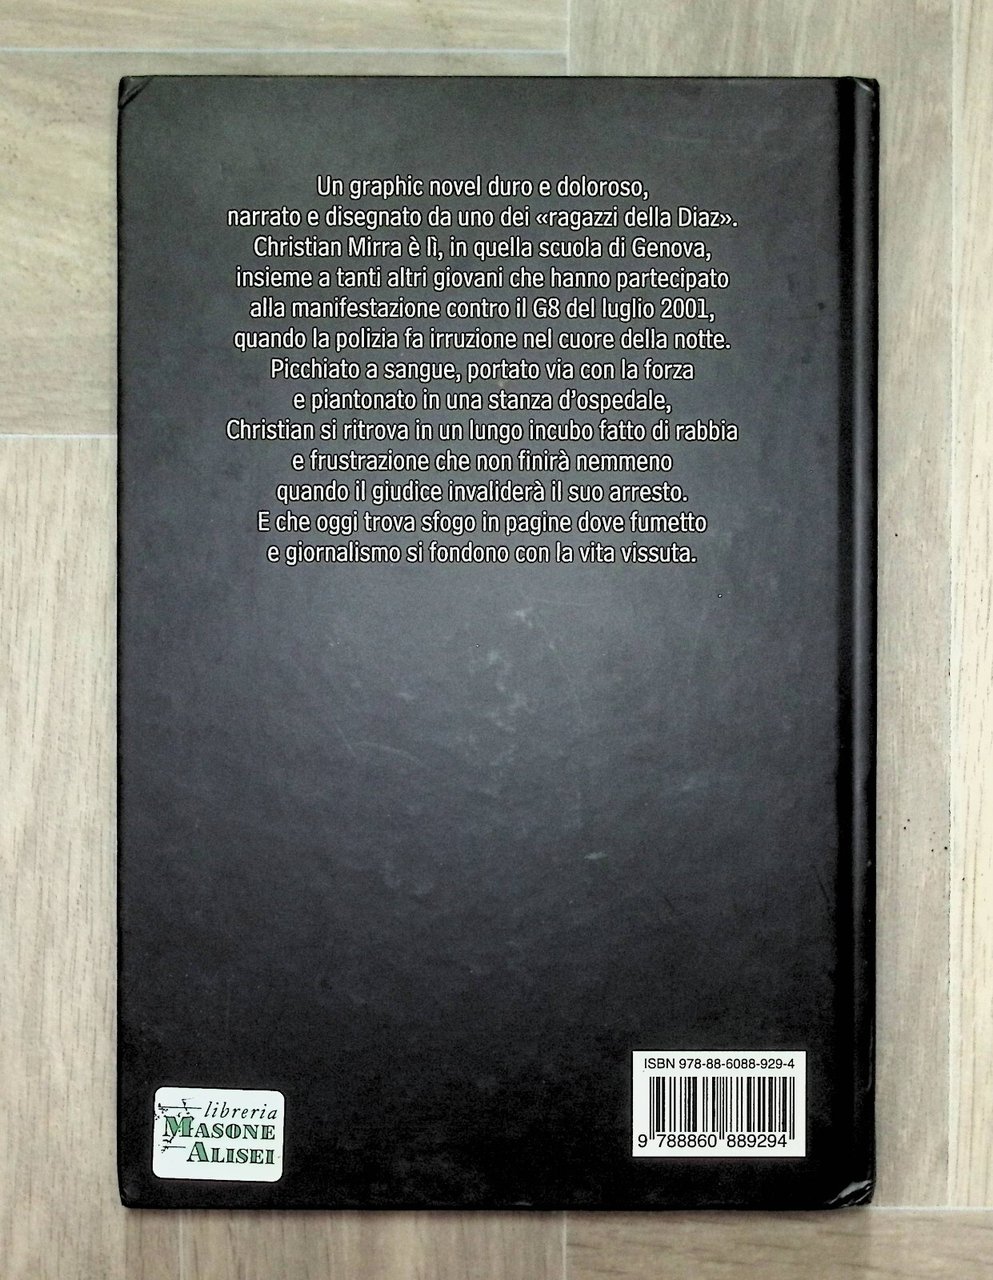 Un graphic novel duro e doloroso,
narrato e disegnato da uno dei «ragazzi della Diaz».
Christian Mirra è lì, in quella scuola di Genova,
insieme a tanti altri giovani che hanno partecipato
alla manifestazione contro il G8 del luglio 2001,
quando la polizia fa irruzione nel cuore della notte.
Picchiato a sangue, portato via con la forza
e piantonato in una stanza d'ospedale,
Christian si ritrova in un lungo incubo fatto di rabbia
e frustrazione che non finirà nemmeno
quando il giudice invaliderà il suo arresto.
E che oggi trova sfogo in pagine dove fumetto
e giornalismo si fondono con la vita vissuta.
ISBN 978-88-6088-929-4
9 788860 889294
libreria
MASONE
ALISEI